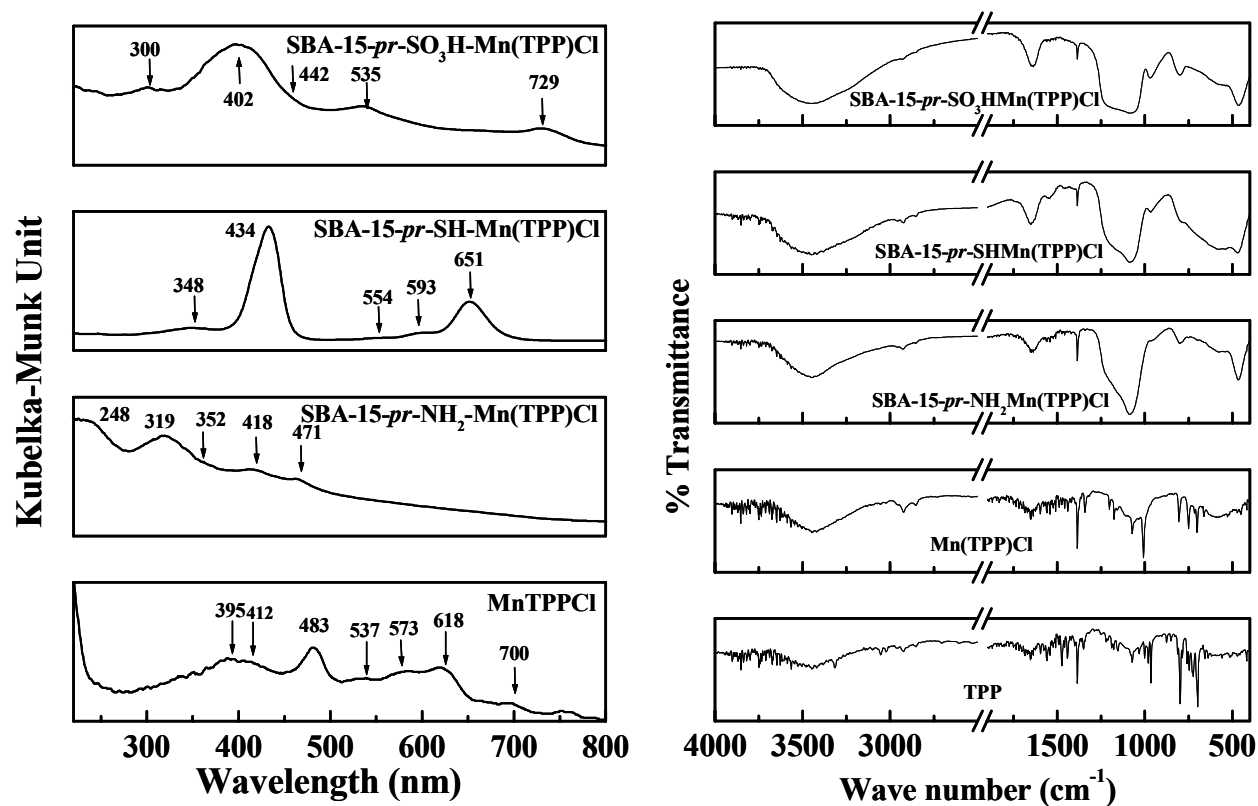 Kubelka-Munk Unit
SBA-15-pr-SO₃H-Mn(TPP)Cl
300
402
442
535
729
SBA-15-pr-SH-Mn(TPP)Cl
348
434
554
593
651
SBA-15-pr-NH₂-Mn(TPP)Cl
248
319
352
418
471
MnTPPCl
395
412
483
537
573
618
700
300 400 500 600 700 800
Wavelength (nm)
% Transmittance
SBA-15-pr-SO₃HMn(TPP)Cl
SBA-15-pr-SHMn(TPP)Cl
SBA-15-pr-NH₂Mn(TPP)Cl
Mn(TPP)Cl
TPP
4000 3500 3000 1500 1000 500
Wave number (cm⁻¹)